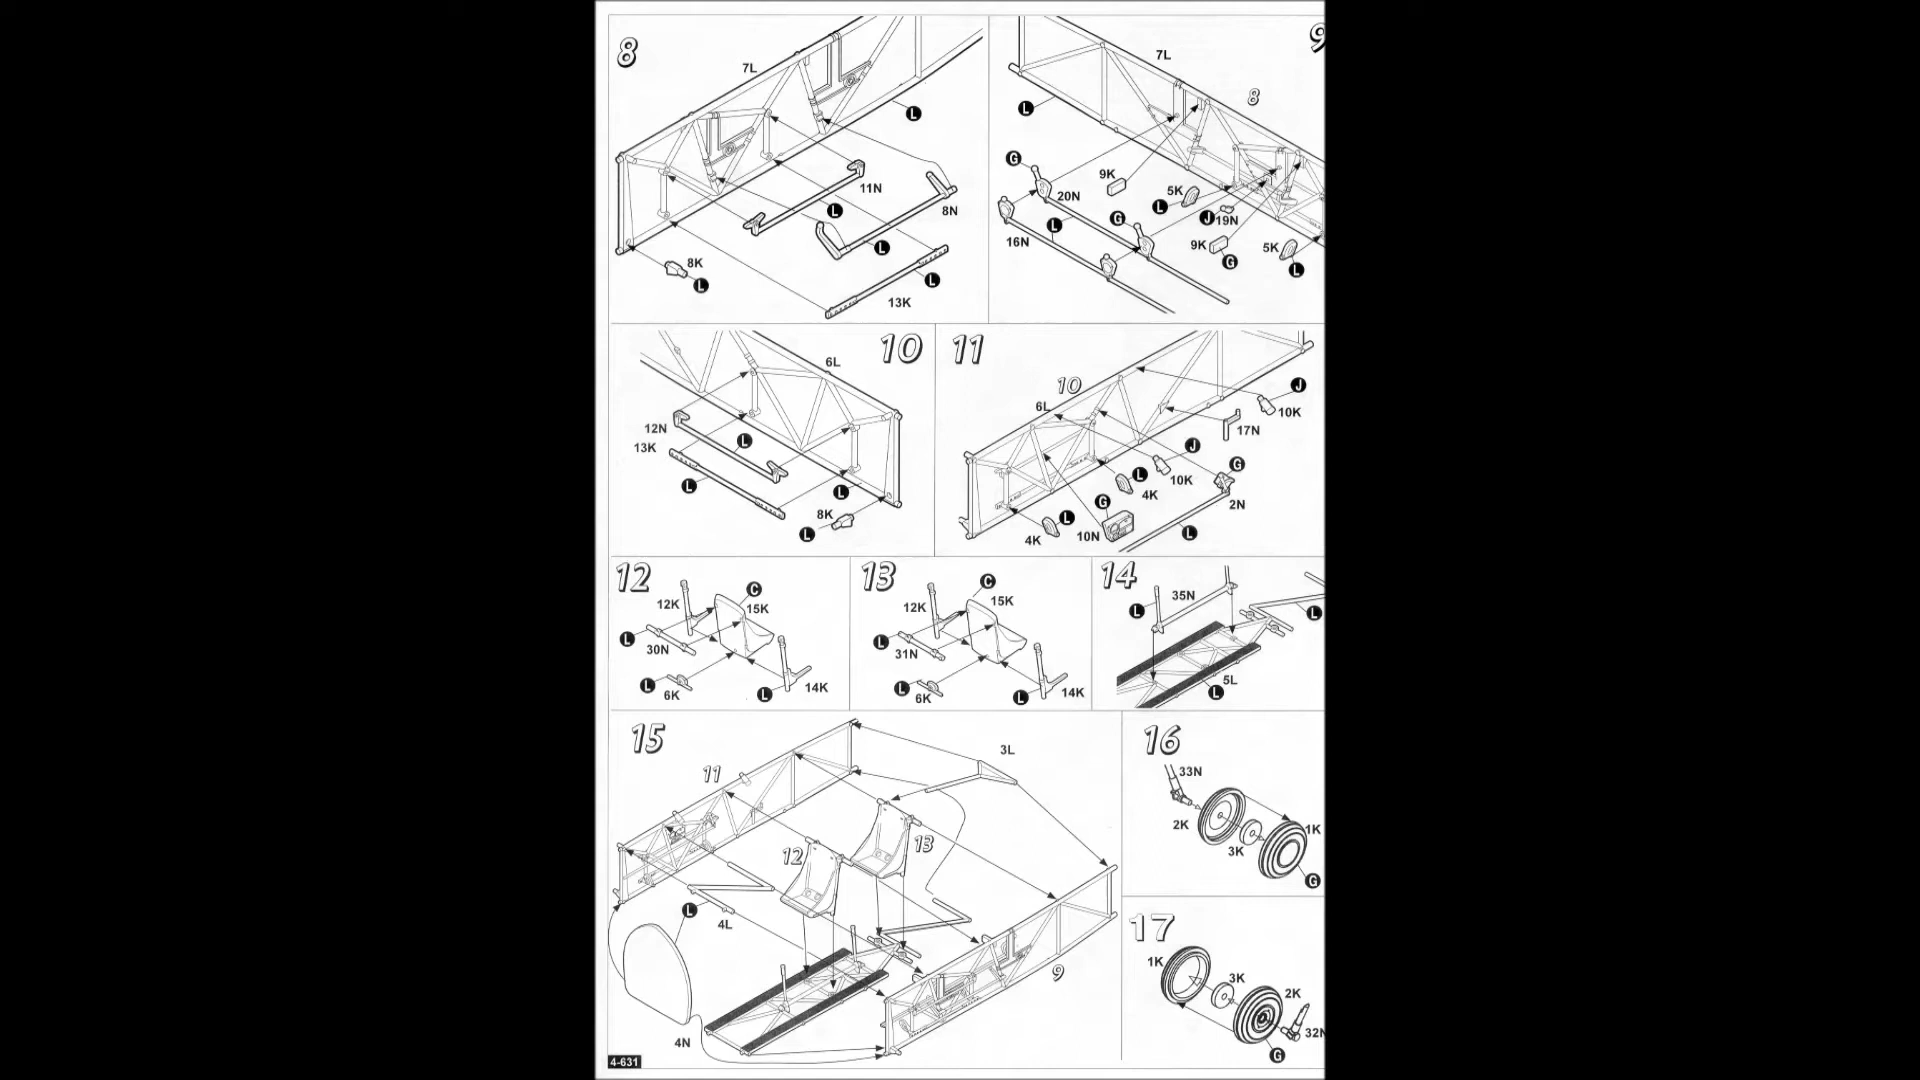 8
7L
L
11N
L
8N
L
8K
L
L
13K
9
7L
L
8
G
9K
20N
L
5K
L
J
19N
G
16N
9K
G
5K
L
10
6L
12N
L
13K
L
L
8K
L
11
10
6L
J
10K
17N
J
10K
G
L
4K
G
2N
L
4K
10N
L
12
C
12K
15K
L
30N
L
6K
L
14K
13
C
12K
15K
L
31N
L
6K
L
14K
14
35N
L
L
5L
L
15
3L
11
13
12
L
4L
9
4N
4-631
16
33N
2K
1K
3K
G
17
1K
3K
2K
32N
G